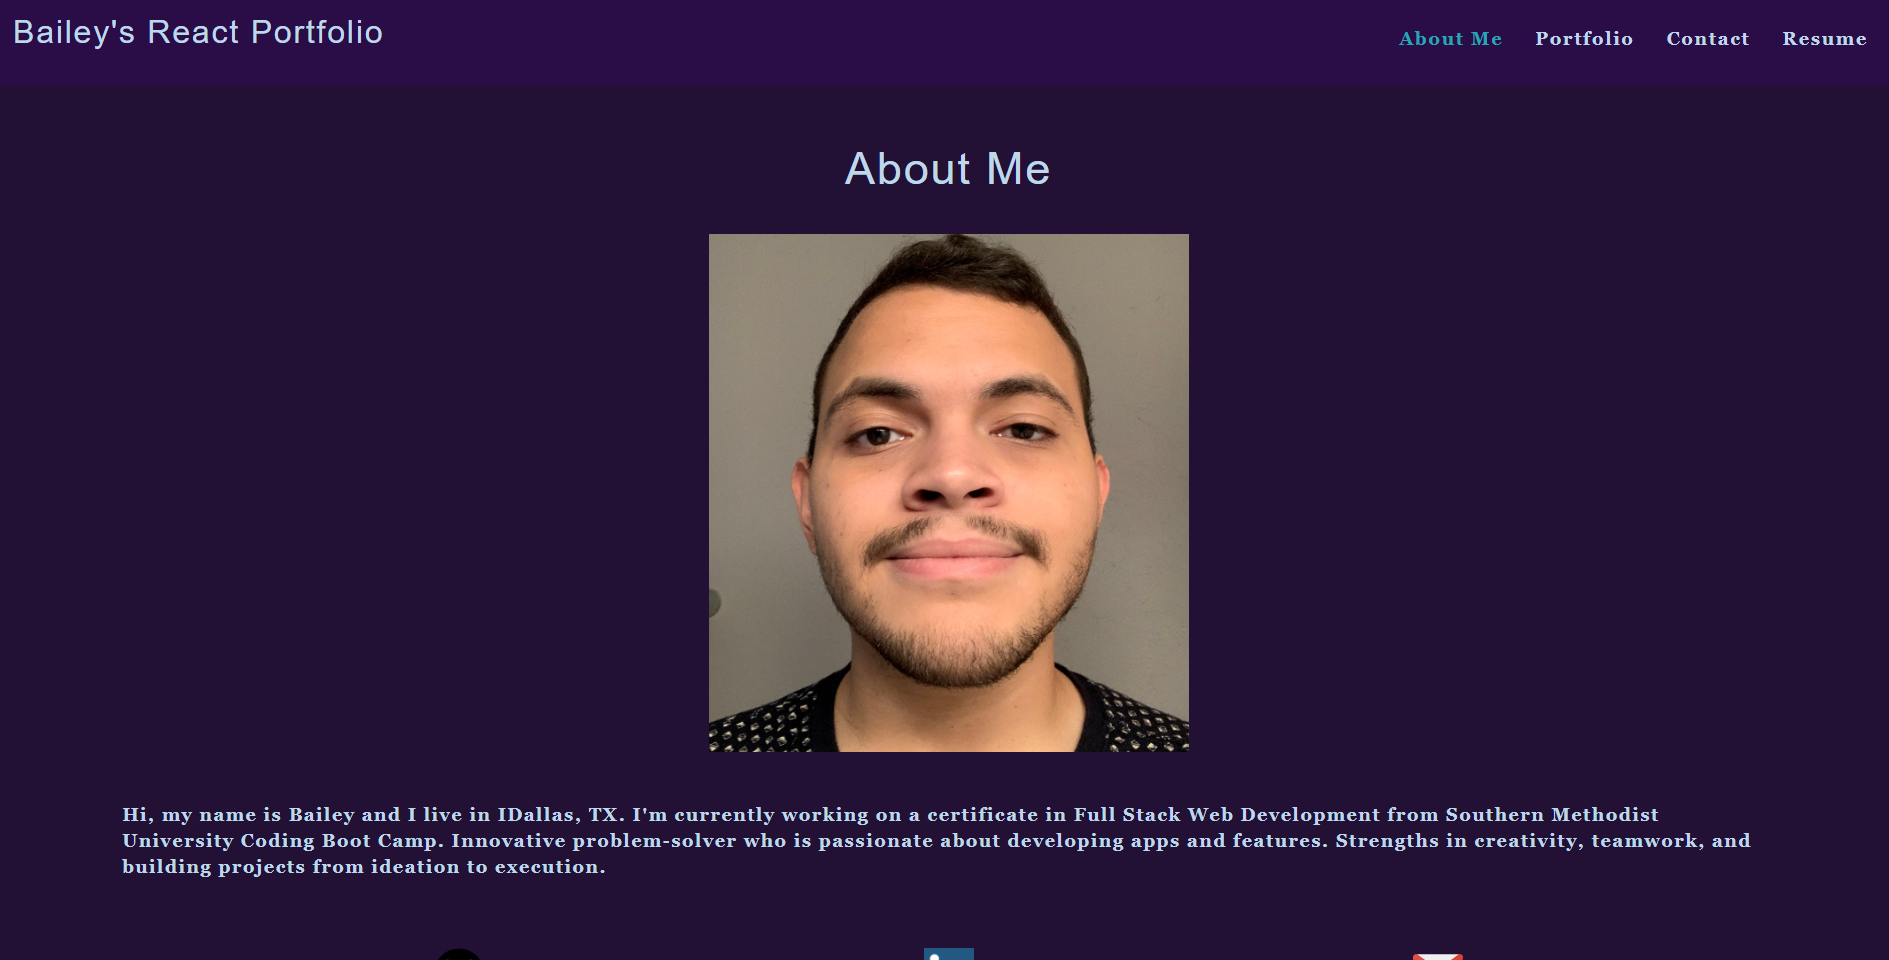 Bailey's React Portfolio
About Me Portfolio Contact Resume
About Me
Hi, my name is Bailey and I live in IDallas, TX. I'm currently working on a certificate in Full Stack Web Development from Southern Methodist
University Coding Boot Camp. Innovative problem-solver who is passionate about developing apps and features. Strengths in creativity, teamwork, and
building projects from ideation to execution.